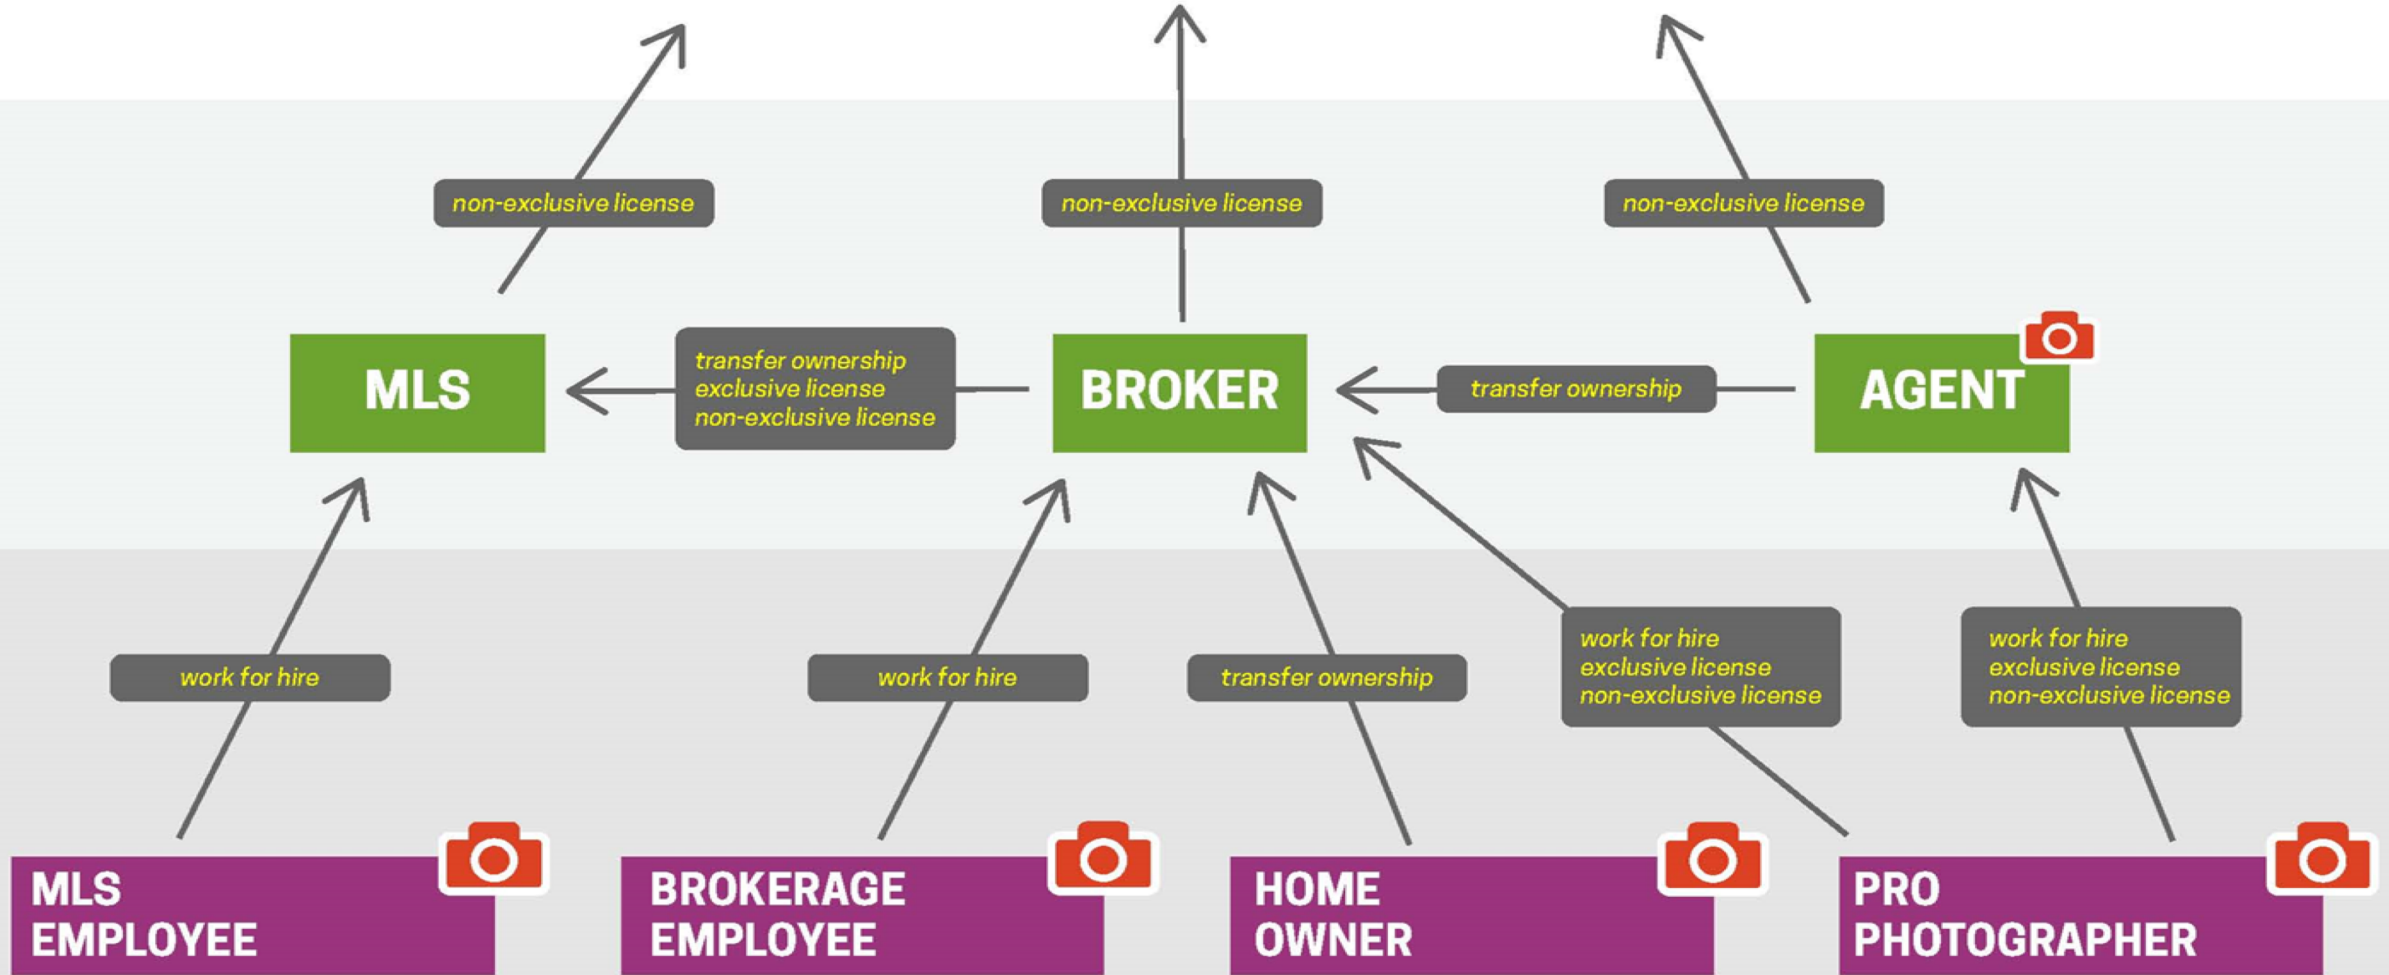 non-exclusive license
non-exclusive license
non-exclusive license
MLS
transfer ownership
exclusive license
non-exclusive license
BROKER
transfer ownership
AGENT
work for hire
work for hire
transfer ownership
work for hire
exclusive license
non-exclusive license
work for hire
exclusive license
non-exclusive license
MLS
EMPLOYEE
BROKERAGE
EMPLOYEE
HOME
OWNER
PRO
PHOTOGRAPHER